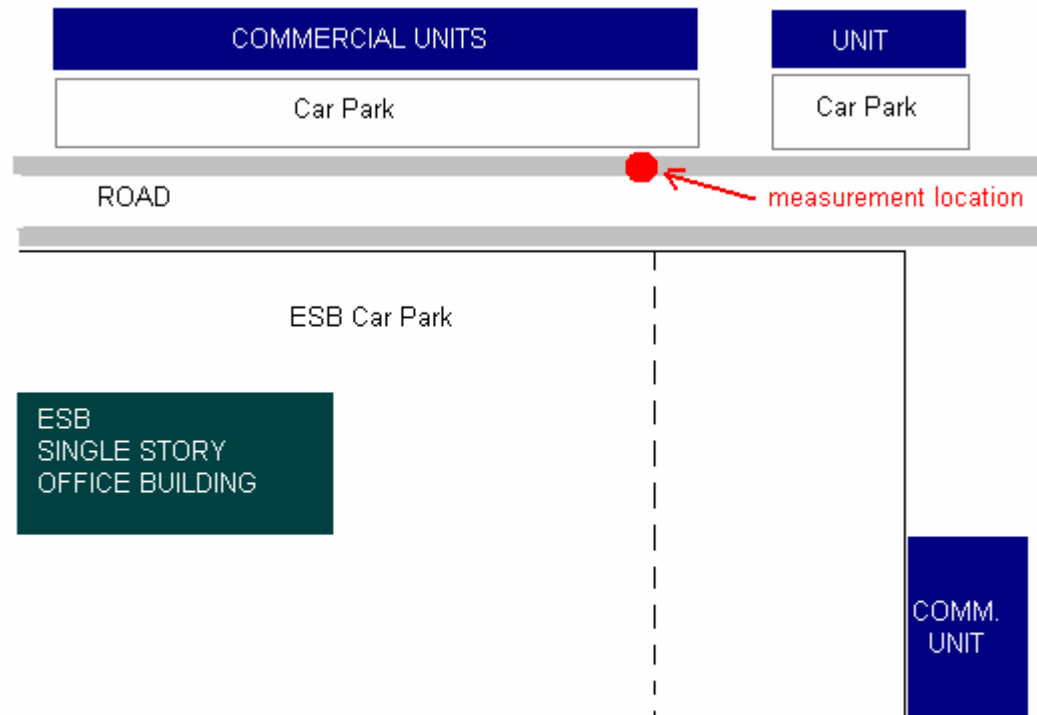 COMMERCIAL UNITS
UNIT
Car Park
Car Park
ROAD
measurement location
ESB Car Park
ESB
SINGLE STORY
OFFICE BUILDING
COMM.
UNIT